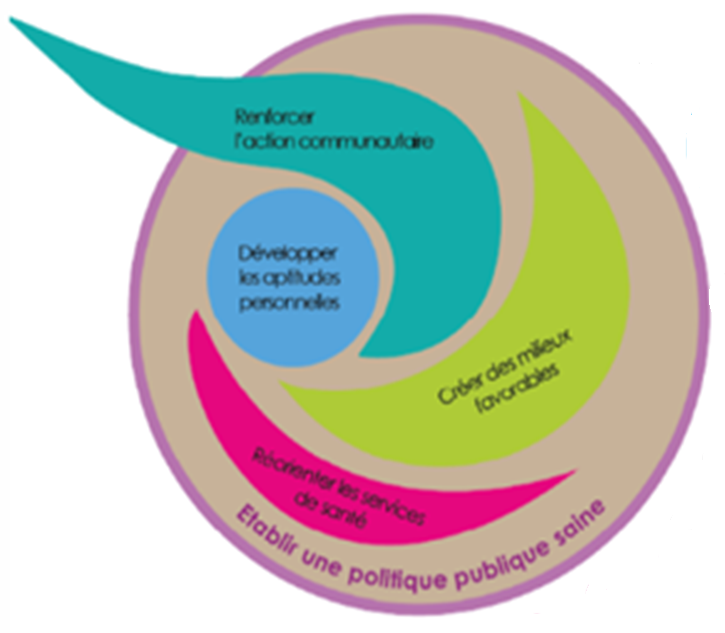 Renforcer
l'action communautaire
Développer
les aptitudes
personnelles
Créer des milieux
favorables
Réorienter les services
de santé
Etablir une politique publique saine